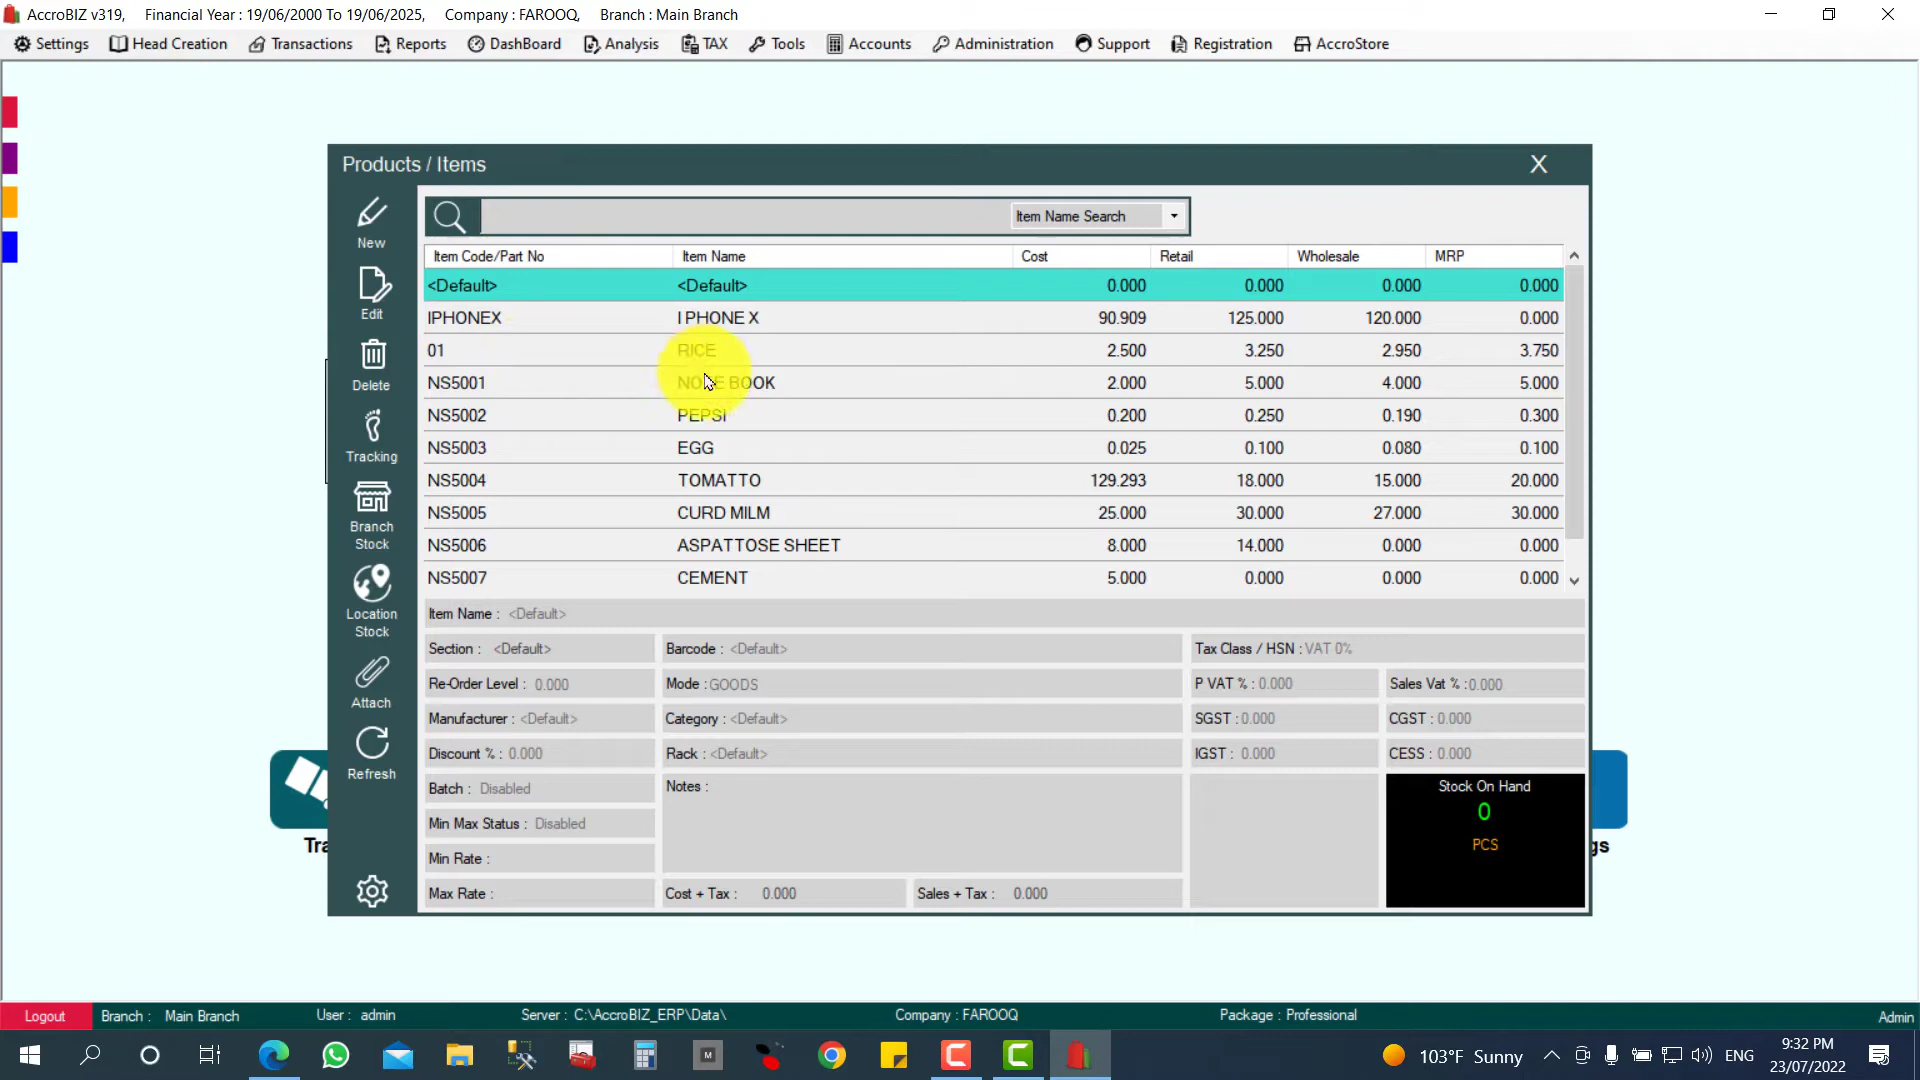 AccroBIZ v319, Financial Year : 19/06/2000 To 19/06/2025, Company : FAROOQ, Branch : Main Branch
Settings Head Creation Transactions Reports DashBoard Analysis TAX Tools Accounts Administration Support Registration AccroStore
Products / Items X
New
Edit
Delete
Tracking
Branch
Stock
Location
Stock
Attach
Refresh
Item Name Search
Item Code/Part No Item Name Cost Retail Wholesale MRP
<Default> <Default> 0.000 0.000 0.000 0.000
IPHONEX I PHONE X 90.909 125.000 120.000 0.000
01 RICE 2.500 3.250 2.950 3.750
NS5001 NOTE BOOK 2.000 5.000 4.000 5.000
NS5002 PEPSI 0.200 0.250 0.190 0.300
NS5003 EGG 0.025 0.100 0.080 0.100
NS5004 TOMATTO 129.293 18.000 15.000 20.000
NS5005 CURD MILM 25.000 30.000 27.000 30.000
NS5006 ASPATTOSE SHEET 8.000 14.000 0.000 0.000
NS5007 CEMENT 5.000 0.000 0.000 0.000
Item Name : <Default>
Section : <Default> Barcode : <Default> Tax Class / HSN : VAT 0%
Re-Order Level : 0.000 Mode : GOODS P VAT % : 0.000 Sales Vat % : 0.000
Manufacturer : <Default> Category : <Default> SGST : 0.000 CGST : 0.000
Discount % : 0.000 Rack : <Default> IGST : 0.000 CESS : 0.000
Batch : Disabled Notes : Stock On Hand
0
Min Max Status : Disabled
PCS
Min Rate :
Max Rate : Cost + Tax : 0.000 Sales + Tax : 0.000
Logout Branch : Main Branch User : admin Server : C:\AccroBIZ_ERP\Data\ Company : FAROOQ Package : Professional Admin
M 103°F Sunny ENG 9:32 PM
23/07/2022